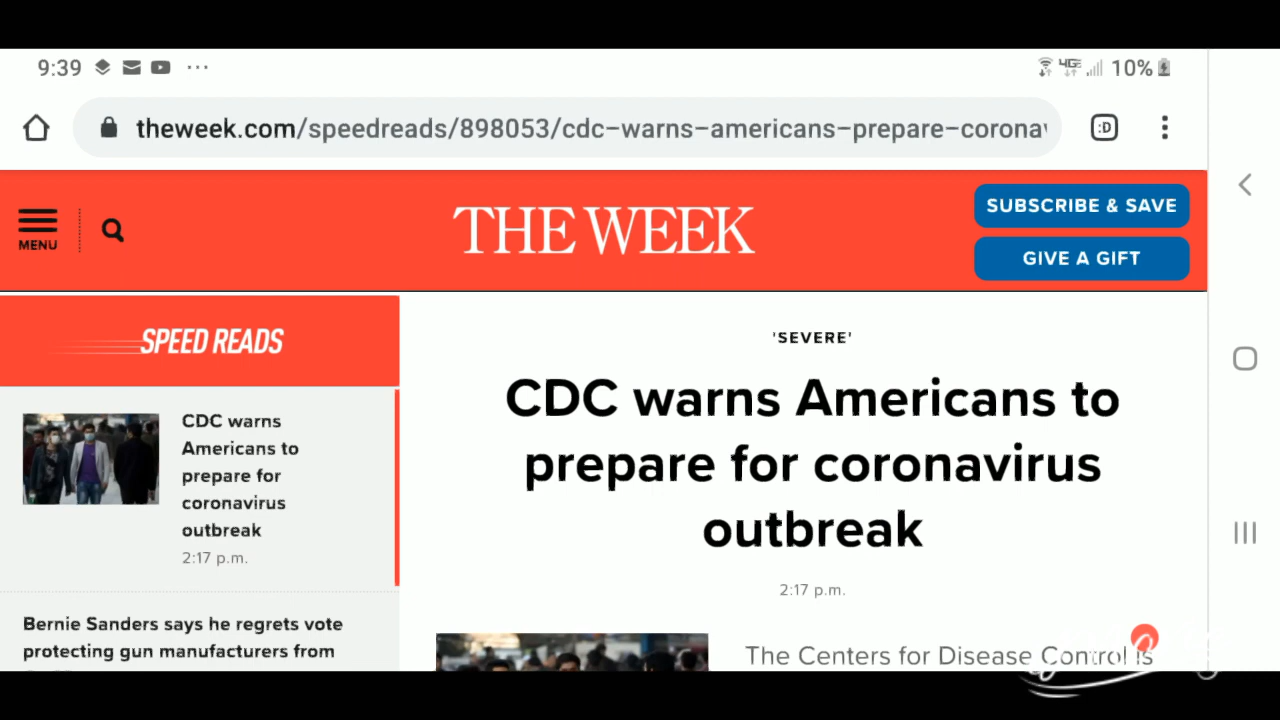 9:39
4GE
10%
theweek.com/speedreads/898053/cdc-warns-americans-prepare-corona
:D
MENU
THE WEEK
SUBSCRIBE & SAVE
GIVE A GIFT
SPEED READS
CDC warns
Americans to
prepare for
coronavirus
outbreak
2:17 p.m.
Bernie Sanders says he regrets vote
protecting gun manufacturers from
'SEVERE'
CDC warns Americans to
prepare for coronavirus
outbreak
2:17 p.m.
The Centers for Disease Control is